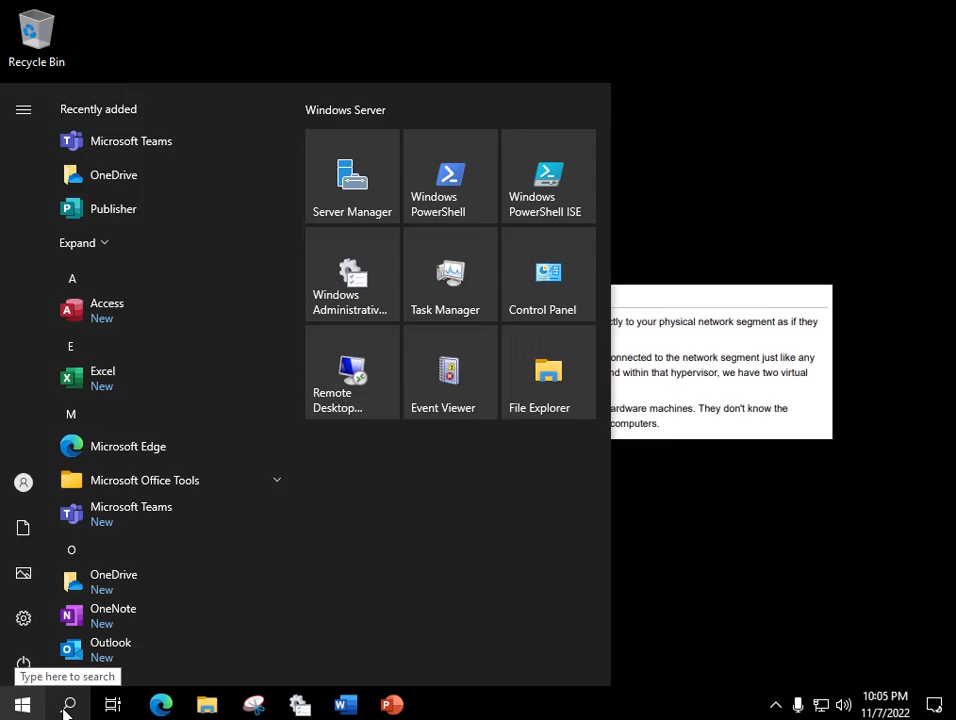 Recycle Bin
Recently added
Microsoft Teams
OneDrive
Publisher
Expand
A
Access
New
E
Excel
New
M
Microsoft Edge
Microsoft Office Tools
Microsoft Teams
New
O
OneDrive
New
OneNote
New
Outlook
New
Type here to search
Windows Server
Server Manager
Windows
PowerShell
Windows
PowerShell ISE
Windows
Administrativ...
Task Manager
Control Panel
Remote
Desktop...
Event Viewer
File Explorer
ctly to your physical network segment as if they
onnected to the network segment just like any
nd within that hypervisor, we have two virtual
ardware machines. They don't know the
computers.
10:05 PM
11/7/2022